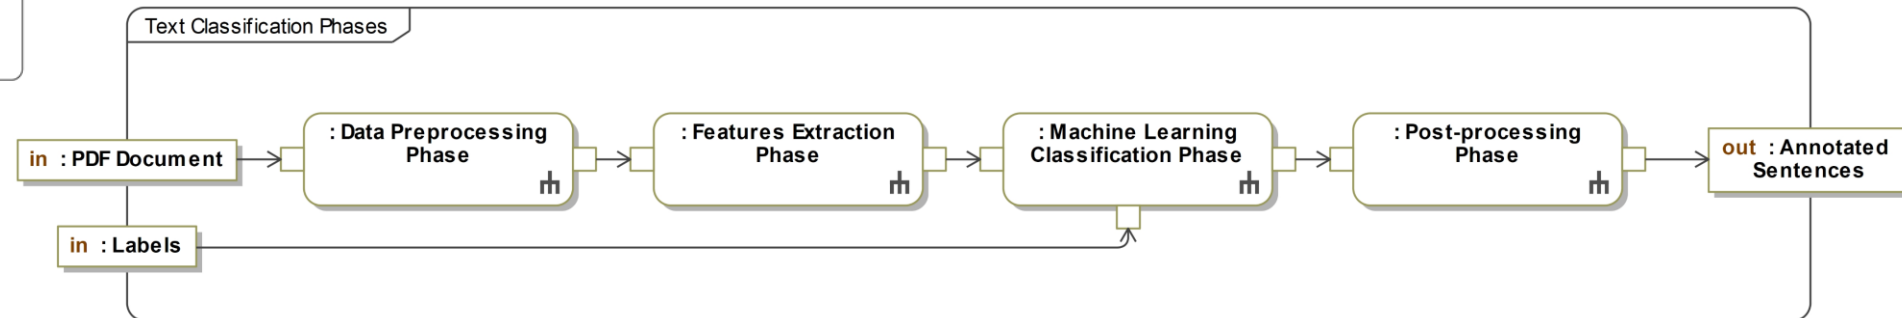 Text Classification Phases
in : PDF Document
: Data Preprocessing
Phase
: Features Extraction
Phase
: Machine Learning
Classification Phase
: Post-processing
Phase
out : Annotated
Sentences
in : Labels